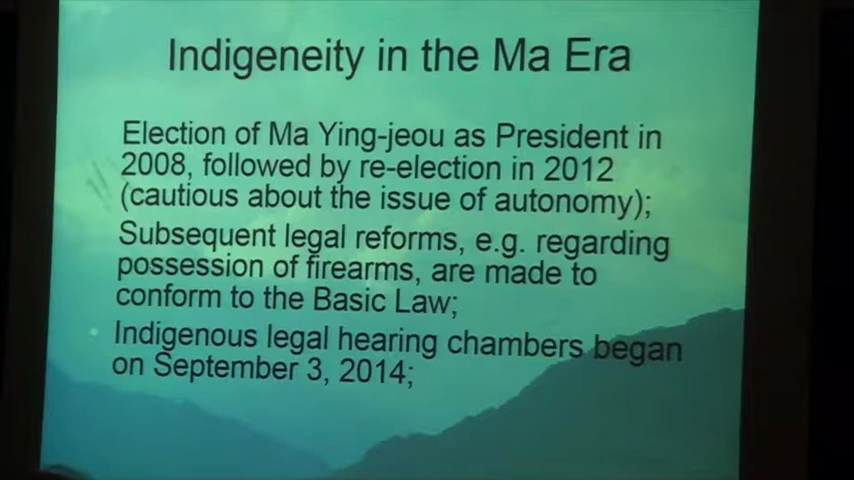 Indigeneity in the Ma Era
Election of Ma Ying-jeou as President in
2008, followed by re-election in 2012
(cautious about the issue of autonomy);
Subsequent legal reforms, e.g. regarding
possession of firearms, are made to
conform to the Basic Law;
Indigenous legal hearing chambers began
on September 3, 2014;